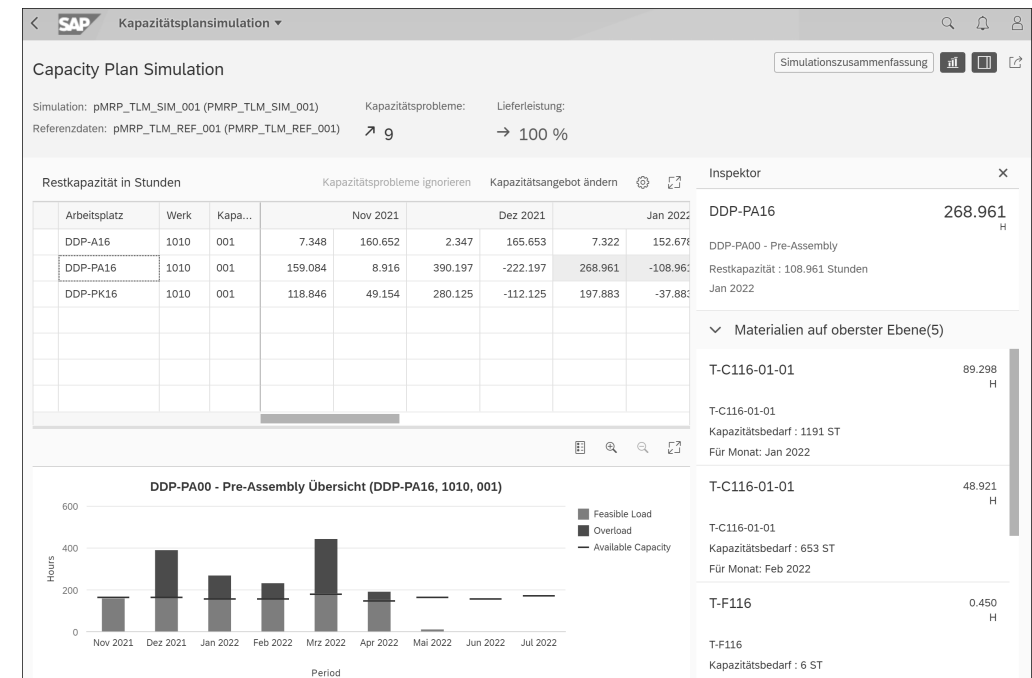 SAP Kapazitätsplansimulation
Capacity Plan Simulation
Simulationszusammenfassung
Simulation: pMRP_TLM_SIM_001 (PMRP_TLM_SIM_001)
Referenzdaten: pMRP_TLM_REF_001 (PMRP_TLM_REF_001)
Kapazitätsprobleme:
9
Lieferleistung:
100 %
Restkapazität in Stunden
Kapazitätsprobleme ignorieren
Kapazitätsangebot ändern
Arbeitsplatz Werk Kapa... Nov 2021 Dez 2021 Jan 2022
DDP-A16 1010 001 7.348 160.652 2.347 165.653 7.322 152.678
DDP-PA16 1010 001 159.084 8.916 390.197 -222.197 268.961 -108.961
DDP-PK16 1010 001 118.846 49.154 280.125 -112.125 197.883 -37.883
DDP-PA00 - Pre-Assembly Übersicht (DDP-PA16, 1010, 001)
Hours
600
400
200
0
Nov 2021 Dez 2021 Jan 2022 Feb 2022 Mrz 2022 Apr 2022 Mai 2022 Jun 2022 Jul 2022
Period
Feasible Load
Overload
Available Capacity
Inspektor
DDP-PA16 268.961
H
DDP-PA00 - Pre-Assembly
Restkapazität : 108.961 Stunden
Jan 2022
Materialien auf oberster Ebene(5)
T-C116-01-01 89.298
H
T-C116-01-01
Kapazitätsbedarf : 1191 ST
Für Monat: Jan 2022
T-C116-01-01 48.921
H
T-C116-01-01
Kapazitätsbedarf : 653 ST
Für Monat: Feb 2022
T-F116 0.450
H
T-F116
Kapazitätsbedarf : 6 ST